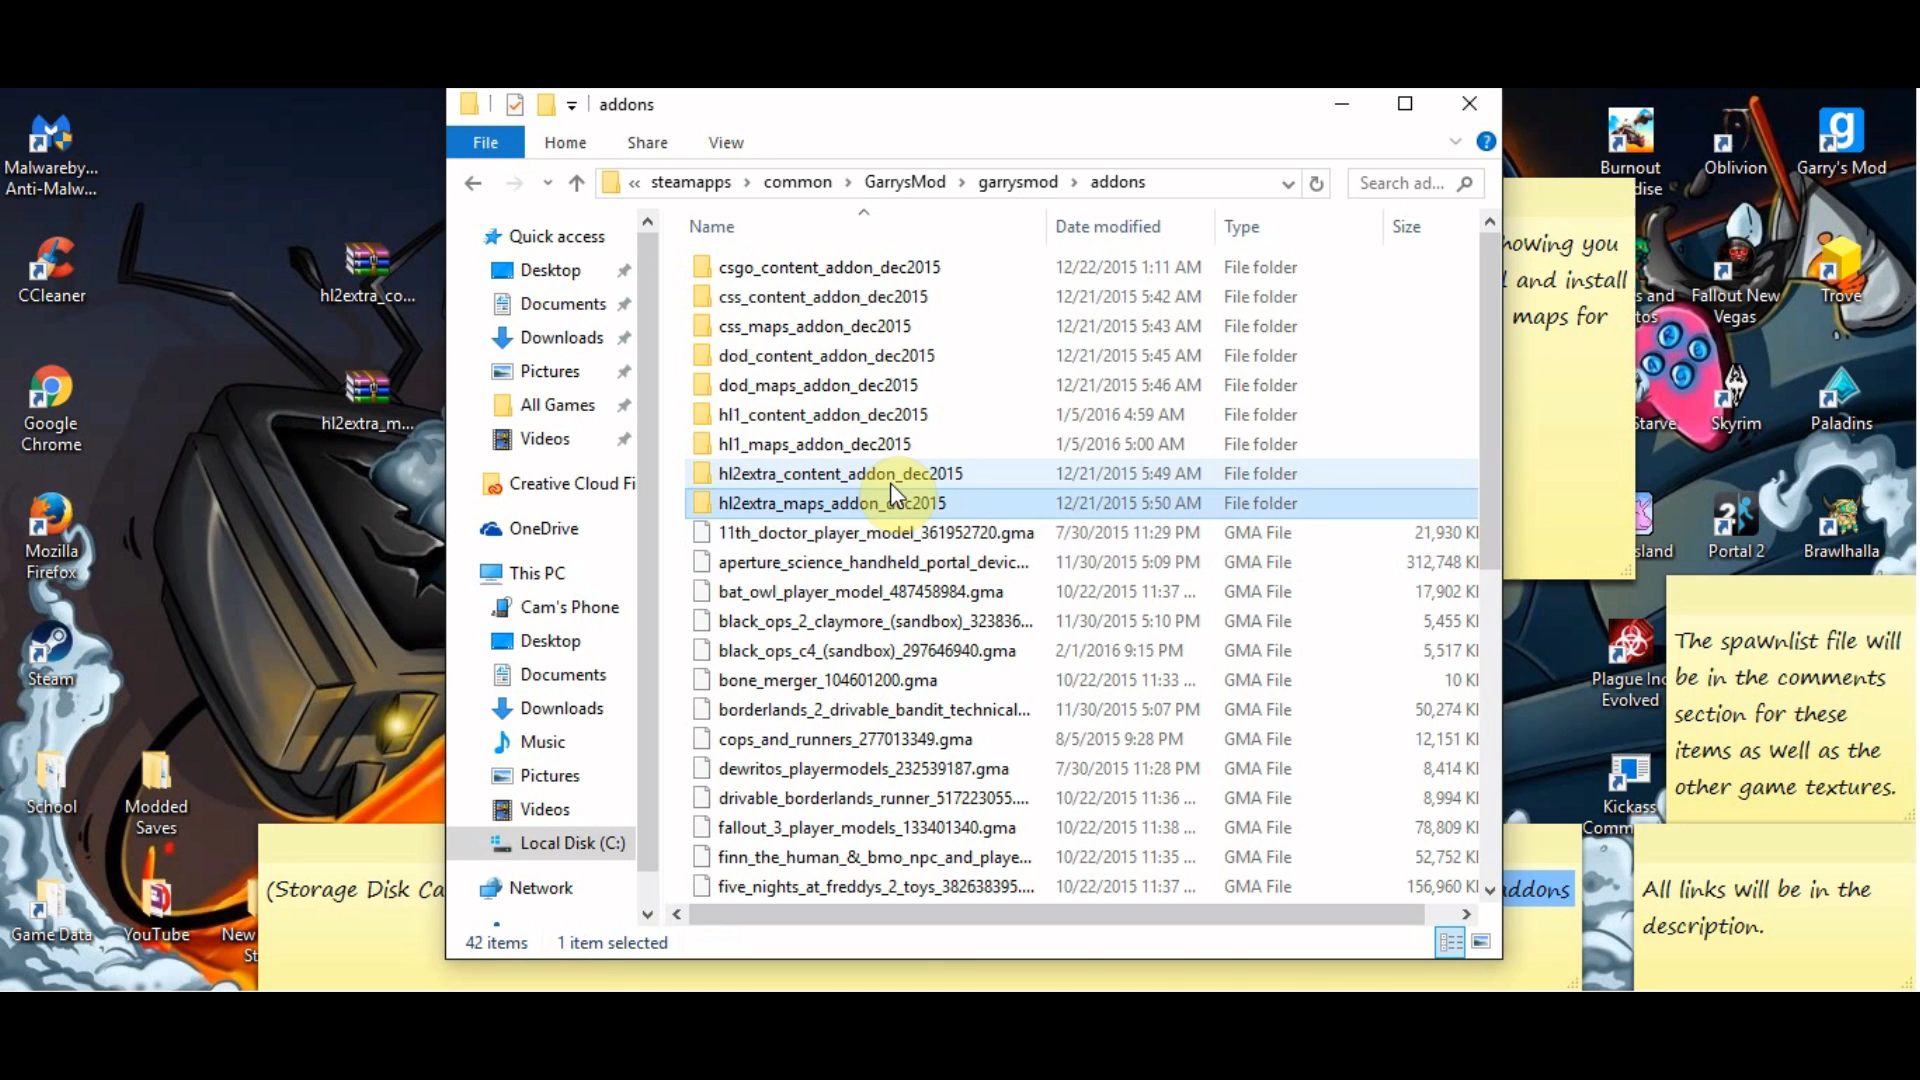 Malwareby...
Anti-Malw...
CCleaner
Google
Chrome
Mozilla
Firefox
Steam
School
Modded
Saves
Game Data
YouTube
New
St
hl2extra_co...
hl2extra_m...
(Storage Disk Ca
addons
File
Home
Share
View
?
« steamapps › common › GarrysMod › garrysmod › addons
Search ad...
Quick access
Desktop
Documents
Downloads
Pictures
All Games
Videos
Creative Cloud Fi
OneDrive
This PC
Cam's Phone
Desktop
Documents
Downloads
Music
Pictures
Videos
Local Disk (C:)
Network
Name Date modified Type Size
csgo_content_addon_dec2015 12/22/2015 1:11 AM File folder
css_content_addon_dec2015 12/21/2015 5:42 AM File folder
css_maps_addon_dec2015 12/21/2015 5:43 AM File folder
dod_content_addon_dec2015 12/21/2015 5:45 AM File folder
dod_maps_addon_dec2015 12/21/2015 5:46 AM File folder
hl1_content_addon_dec2015 1/5/2016 4:59 AM File folder
hl1_maps_addon_dec2015 1/5/2016 5:00 AM File folder
hl2extra_content_addon_dec2015 12/21/2015 5:49 AM File folder
hl2extra_maps_addon_dec2015 12/21/2015 5:50 AM File folder
11th_doctor_player_model_361952720.gma 7/30/2015 11:29 PM GMA File 21,930 K
aperture_science_handheld_portal_devic... 11/30/2015 5:09 PM GMA File 312,748 K
bat_owl_player_model_487458984.gma 10/22/2015 11:37 ... GMA File 17,902 K
black_ops_2_claymore_(sandbox)_323836... 11/30/2015 5:10 PM GMA File 5,455 K
black_ops_c4_(sandbox)_297646940.gma 2/1/2016 9:15 PM GMA File 5,517 K
bone_merger_104601200.gma 10/22/2015 11:33 ... GMA File 10 K
borderlands_2_drivable_bandit_technical... 11/30/2015 5:07 PM GMA File 50,274 K
cops_and_runners_277013349.gma 8/5/2015 9:28 PM GMA File 12,151 K
dewritos_playermodels_232539187.gma 7/30/2015 11:28 PM GMA File 8,414 K
drivable_borderlands_runner_517223055.... 10/22/2015 11:36 ... GMA File 8,994 K
fallout_3_player_models_133401340.gma 10/22/2015 11:38 ... GMA File 78,809 K
finn_the_human_&_bmo_npc_and_playe... 10/22/2015 11:35 ... GMA File 52,752 K
five_nights_at_freddys_2_toys_382638395.... 10/22/2015 11:37 ... GMA File 156,960 K
42 items 1 item selected
Burnout
dise
Oblivion
Garry's Mod
howing you
l and install
maps for
s and
tos
Fallout New
Vegas
Trove
Starve
Skyrim
Paladins
sland
Portal 2
Brawlhalla
Plague Inc
Evolved
Kickass
Comm
The spawnlist file will
be in the comments
section for these
items as well as the
other game textures.
addons
All links will be in the
description.